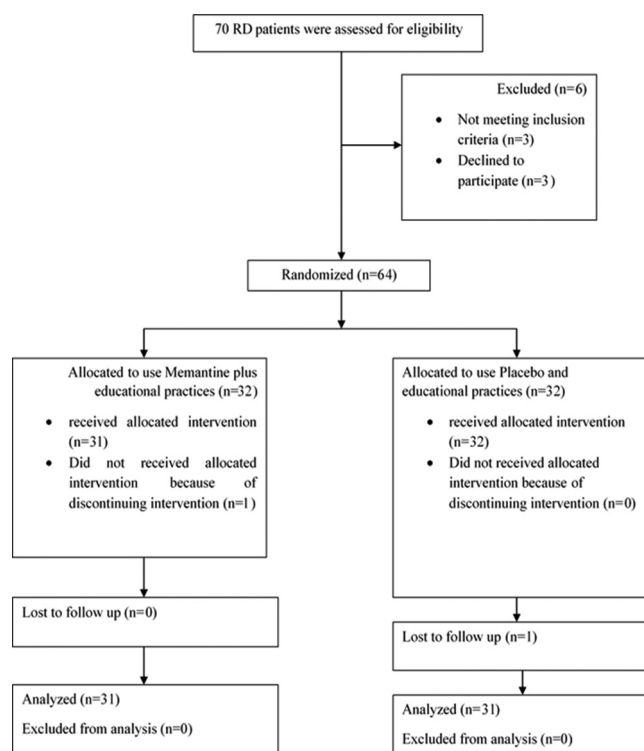 70 RD patients were assessed for eligibility
Excluded (n=6)
• Not meeting inclusion
criteria (n=3)
• Declined to
participate (n=3)
Randomized (n=64)
Allocated to use Memantine plus
educational practices (n=32)
• received allocated intervention
(n=31)
• Did not received allocated
intervention because of
discontinuing intervention (n=1)
Allocated to use Placebo and
educational practices (n=32)
• received allocated intervention
(n=32)
• Did not received allocated
intervention because of
discontinuing intervention (n=0)
Lost to follow up (n=0)
Lost to follow up (n=1)
Analyzed (n=31)
Excluded from analysis (n=0)
Analyzed (n=31)
Excluded from analysis (n=0)